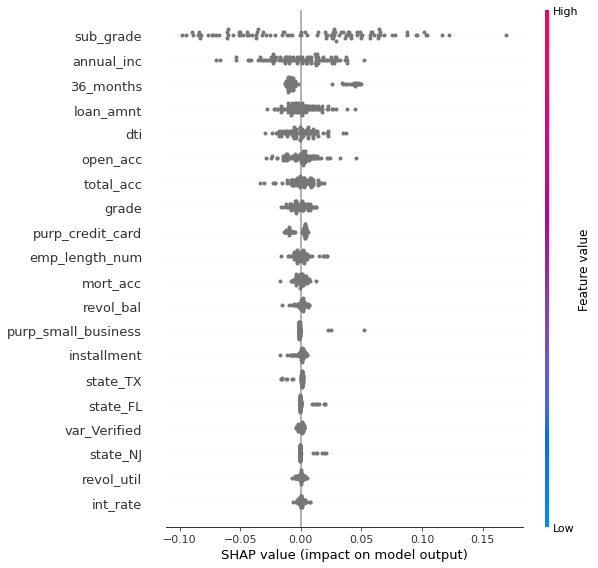 High
sub_grade
annual_inc
36_months
loan_amnt
dti
open_acc
total_acc
grade
purp_credit_card
emp_length_num
mort_acc
revol_bal
purp_small_business
installment
state_TX
state_FL
var_Verified
state_NJ
revol_util
int_rate
Feature value
Low
−0.10 −0.05 0.00 0.05 0.10 0.15
SHAP value (impact on model output)